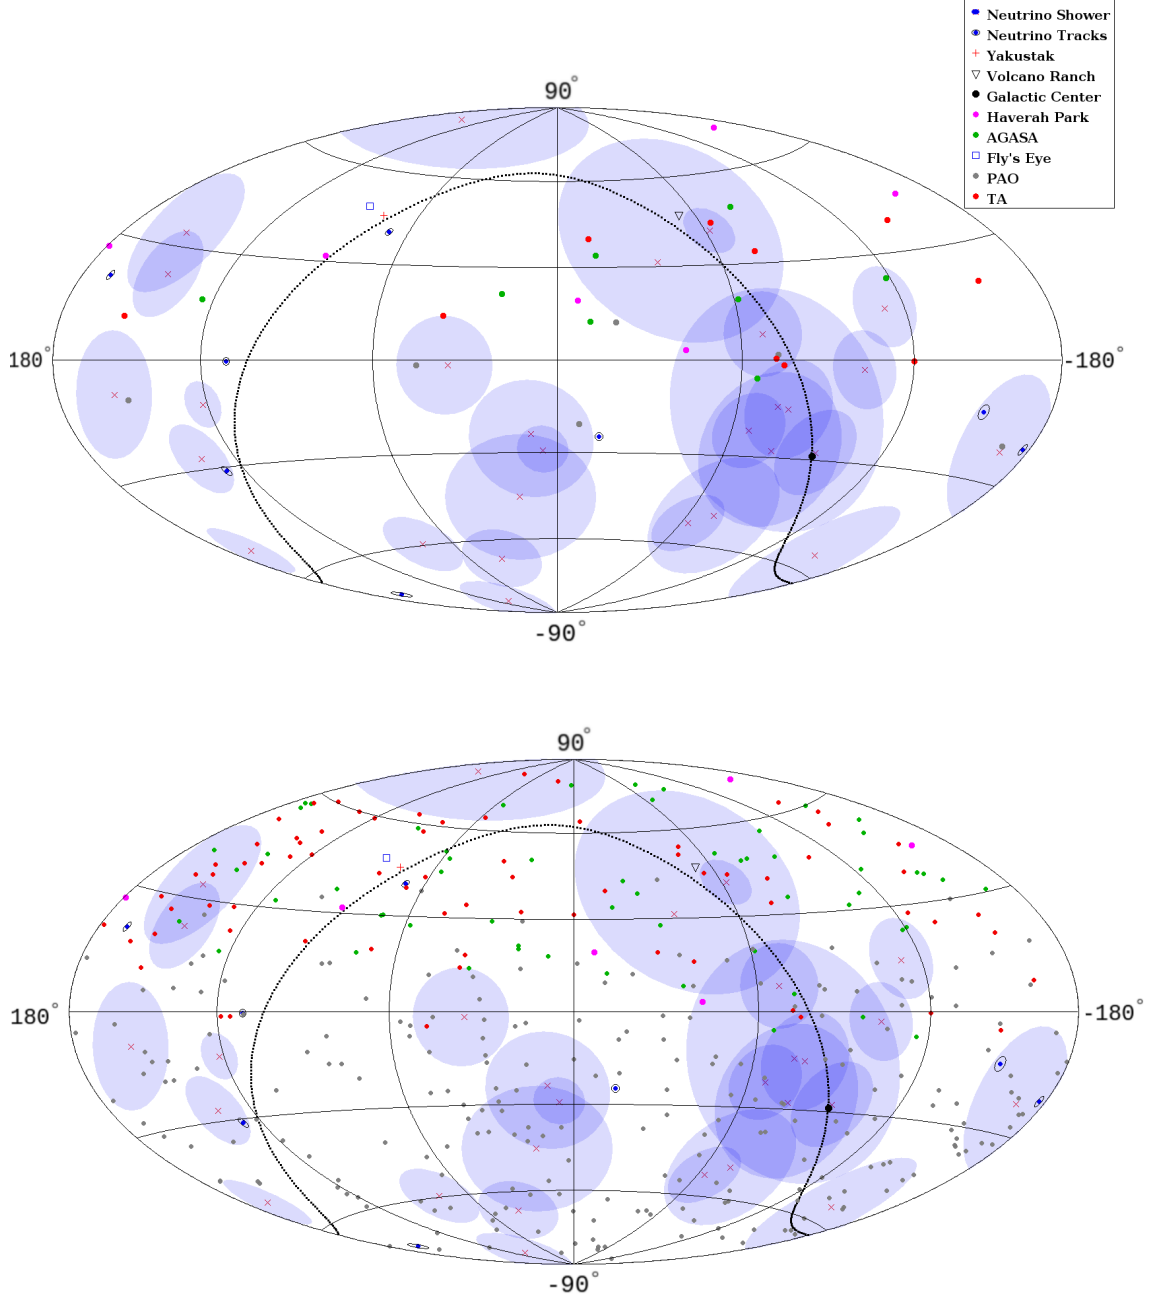 Neutrino Shower
Neutrino Tracks
Yakustak
Volcano Ranch
Galactic Center
Haverah Park
AGASA
Fly's Eye
PAO
TA
90°
180°
-180°
-90°
90°
180°
-180°
-90°